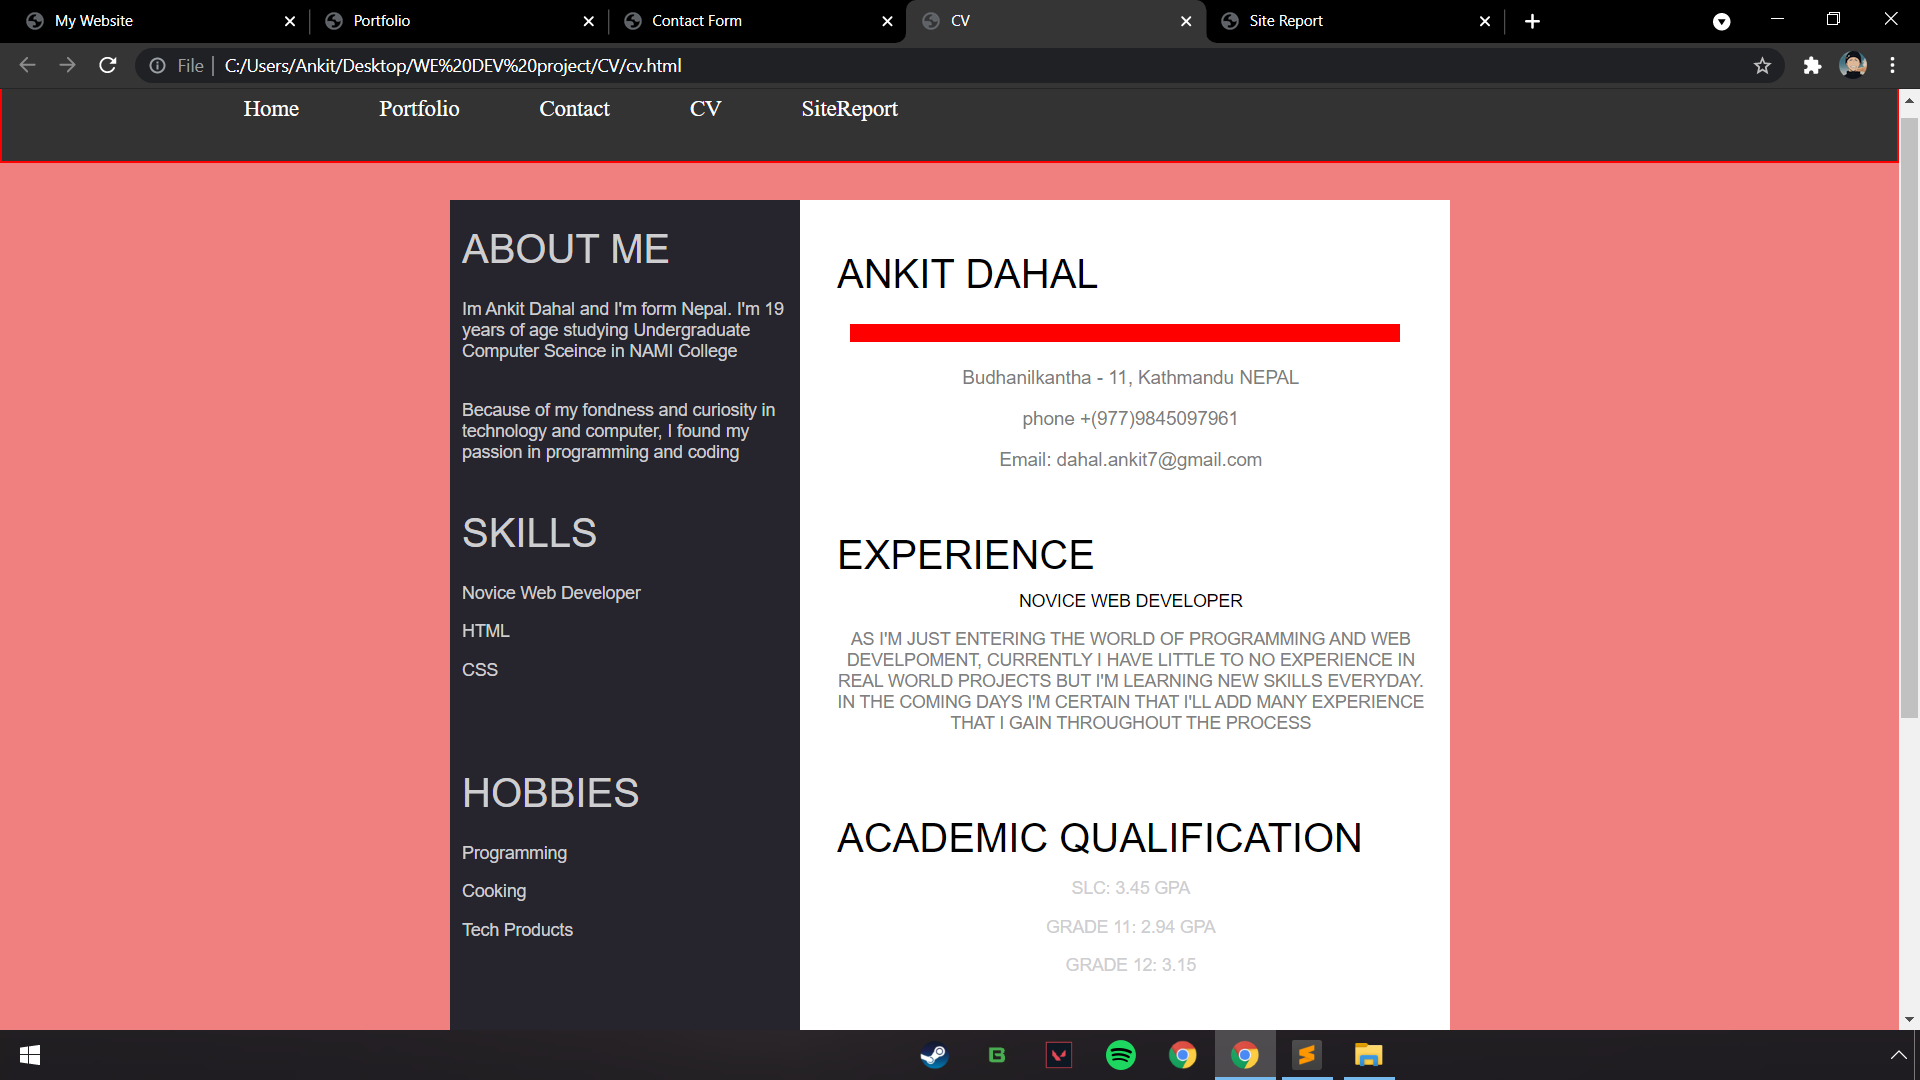 My Website
Portfolio
Contact Form
CV
Site Report
File
C:/Users/Ankit/Desktop/WE%20DEV%20project/CV/cv.html
Home
Portfolio
Contact
CV
SiteReport
ABOUT ME
Im Ankit Dahal and I'm form Nepal. I'm 19
years of age studying Undergraduate
Computer Sceince in NAMI College
Because of my fondness and curiosity in
technology and computer, I found my
passion in programming and coding
SKILLS
Novice Web Developer
HTML
CSS
HOBBIES
Programming
Cooking
Tech Products
ANKIT DAHAL
Budhanilkantha - 11, Kathmandu NEPAL
phone +(977)9845097961
Email: dahal.ankit7@gmail.com
EXPERIENCE
NOVICE WEB DEVELOPER
AS I'M JUST ENTERING THE WORLD OF PROGRAMMING AND WEB
DEVELPOMENT, CURRENTLY I HAVE LITTLE TO NO EXPERIENCE IN
REAL WORLD PROJECTS BUT I'M LEARNING NEW SKILLS EVERYDAY.
IN THE COMING DAYS I'M CERTAIN THAT I'LL ADD MANY EXPERIENCE
THAT I GAIN THROUGHOUT THE PROCESS
ACADEMIC QUALIFICATION
SLC: 3.45 GPA
GRADE 11: 2.94 GPA
GRADE 12: 3.15